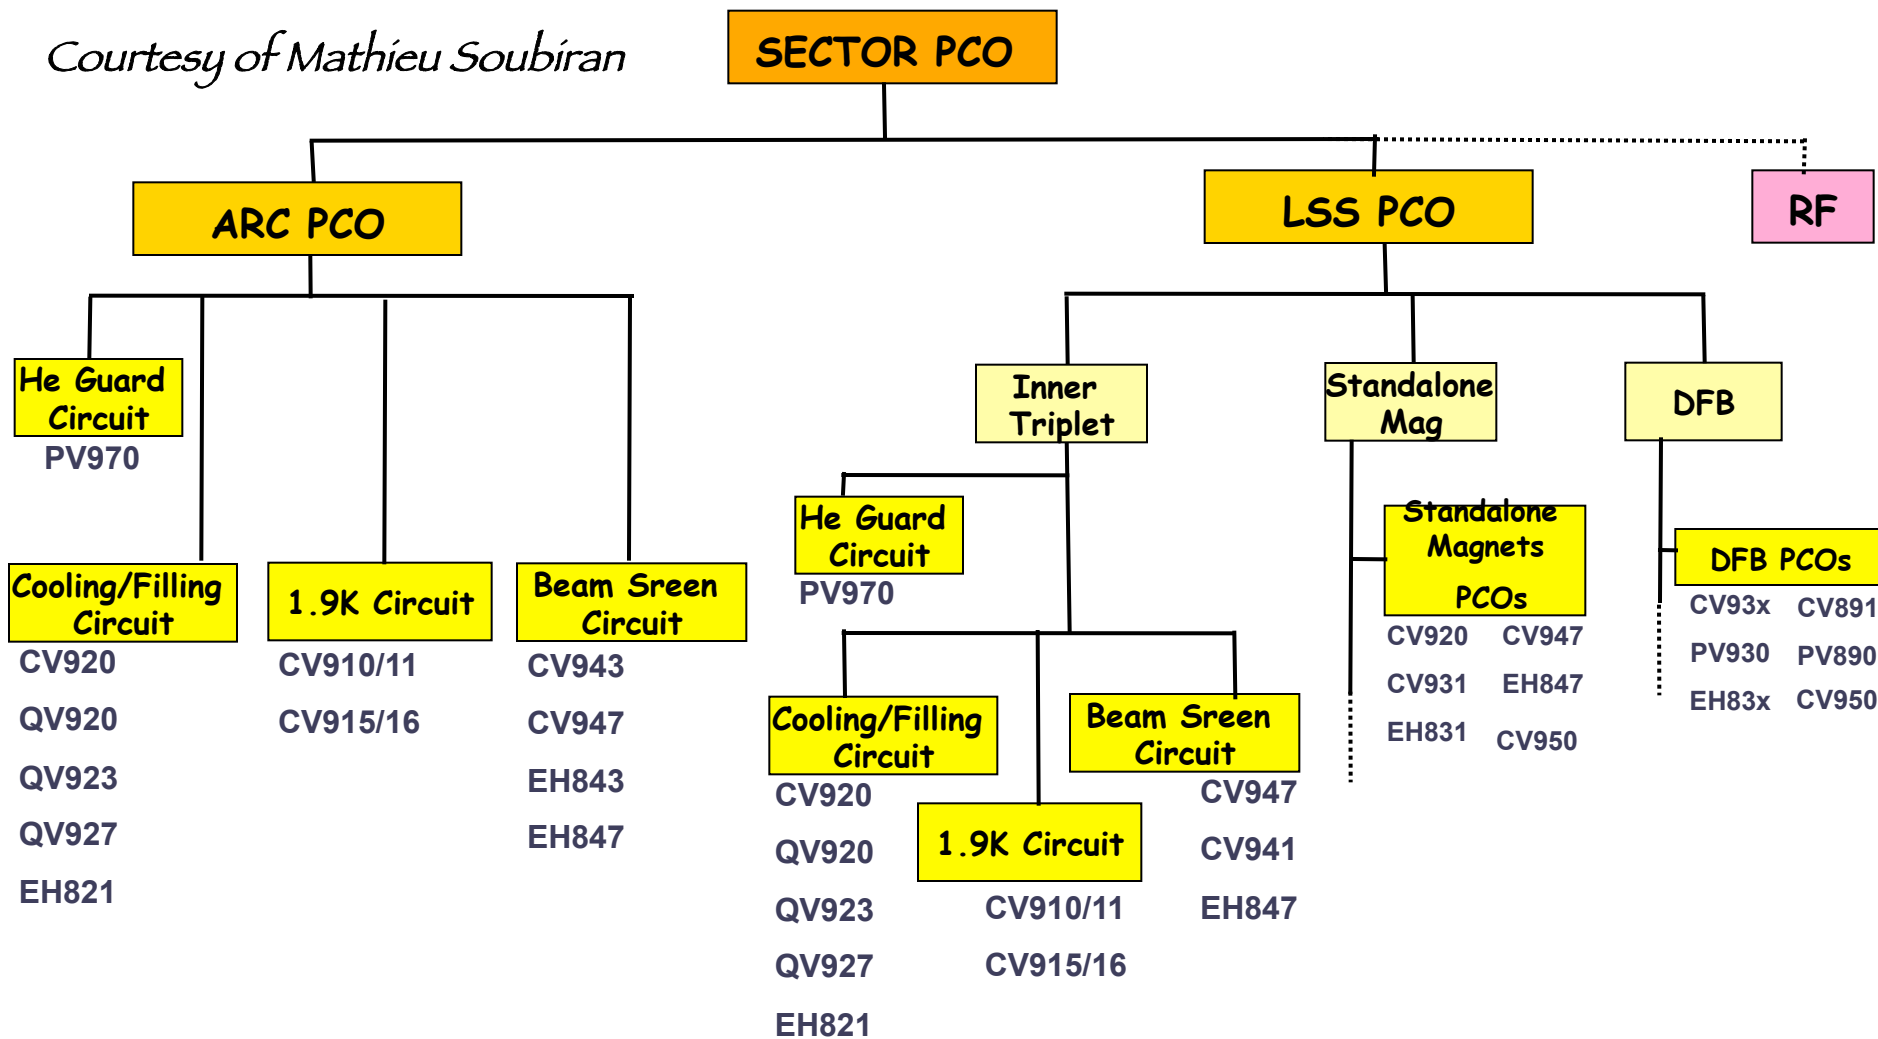 Courtesy of Mathieu Soubiran
SECTOR PCO
ARC PCO
LSS PCO
RF
He Guard
Circuit
PV970
Cooling/Filling
Circuit
CV920
QV920
QV923
QV927
EH821
1.9K Circuit
CV910/11
CV915/16
Beam Sreen
Circuit
CV943
CV947
EH843
EH847
Inner
Triplet
He Guard
Circuit
PV970
Cooling/Filling
Circuit
CV920
QV920
QV923
QV927
EH821
1.9K Circuit
CV910/11
CV915/16
Beam Sreen
Circuit
CV947
CV941
EH847
Standalone
Mag
Standalone
Magnets
PCOs
CV920 CV947
CV931 EH847
EH831 CV950
DFB
DFB PCOs
CV93x CV891
PV930 PV890
EH83x CV950